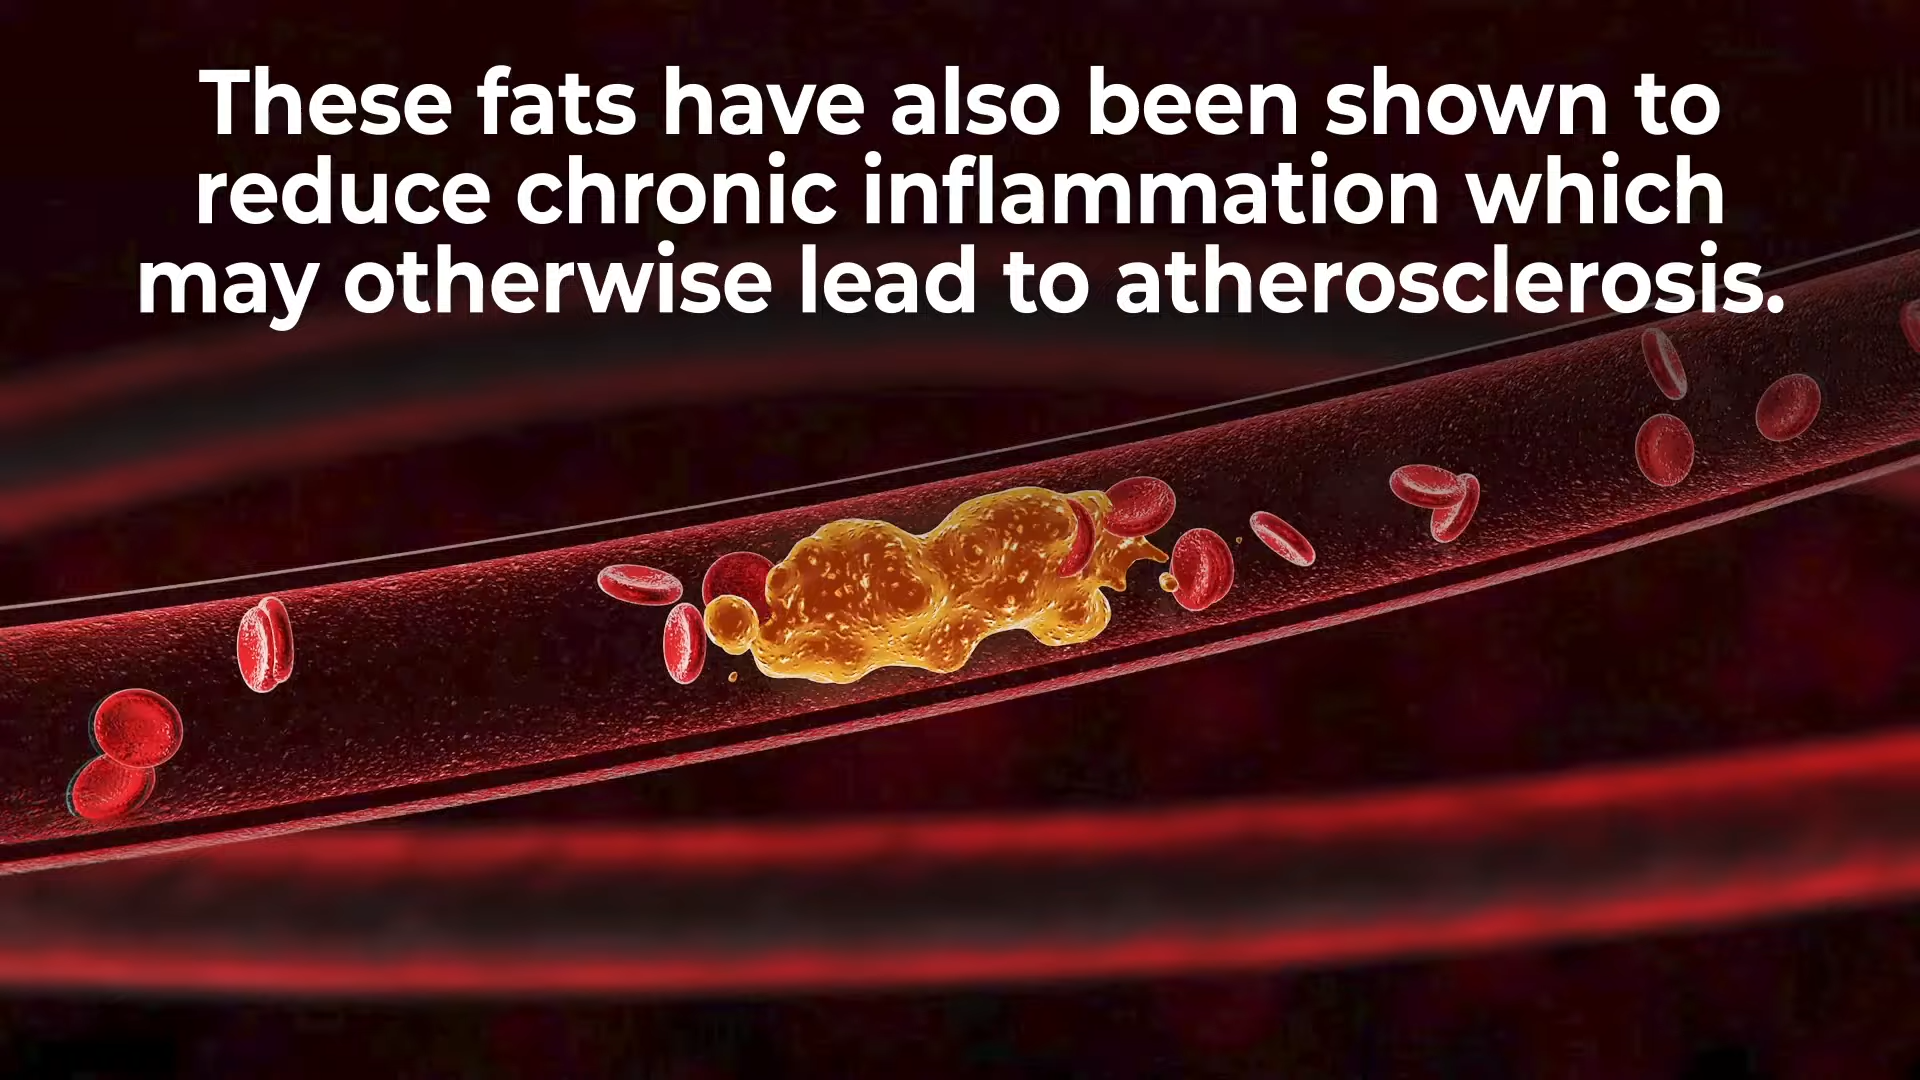 These fats have also been shown to
reduce chronic inflammation which
may otherwise lead to atherosclerosis.